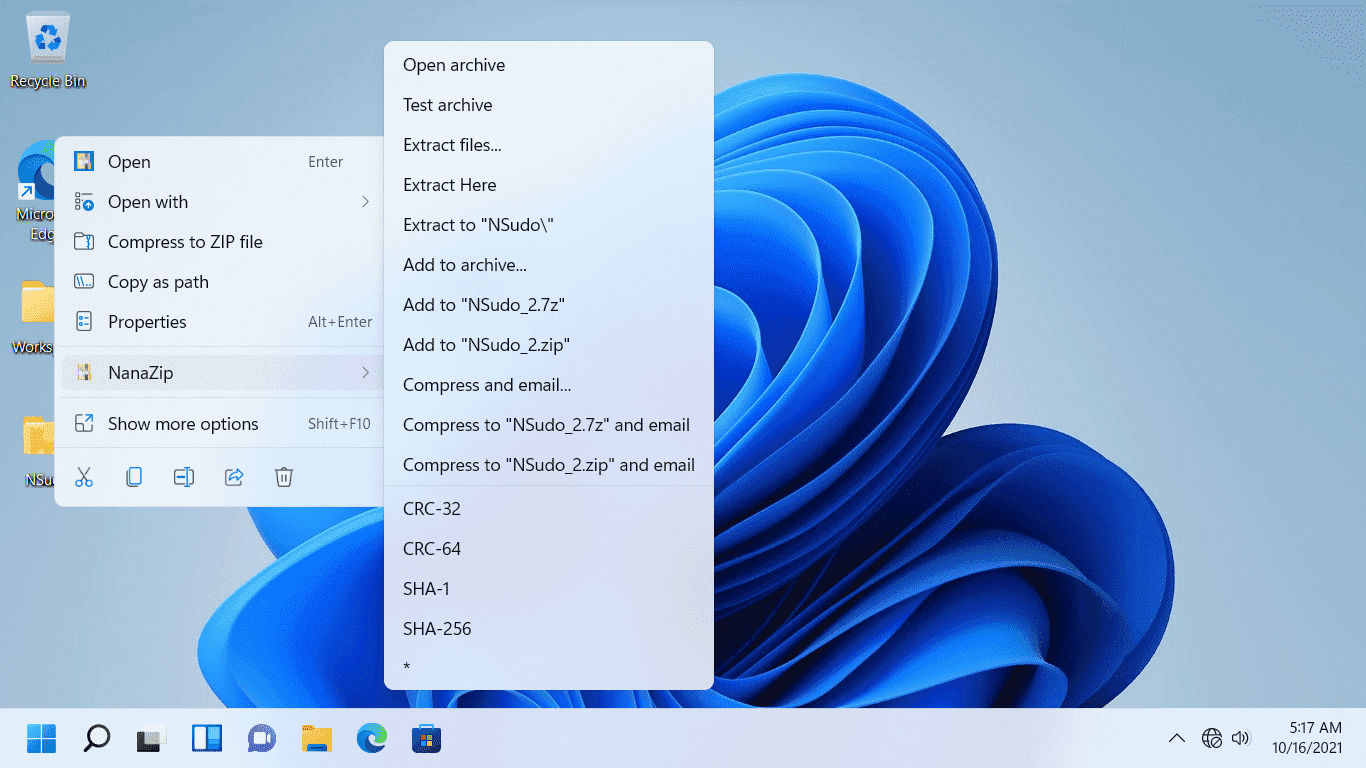 Recycle Bin
Micro
Edg
Works
NSu
Open Enter
Open with
Compress to ZIP file
Copy as path
Properties Alt+Enter
NanaZip
Show more options Shift+F10
Open archive
Test archive
Extract files...
Extract Here
Extract to "NSudo\"
Add to archive...
Add to "NSudo_2.7z"
Add to "NSudo_2.zip"
Compress and email...
Compress to "NSudo_2.7z" and email
Compress to "NSudo_2.zip" and email
CRC-32
CRC-64
SHA-1
SHA-256
*
5:17 AM
10/16/2021